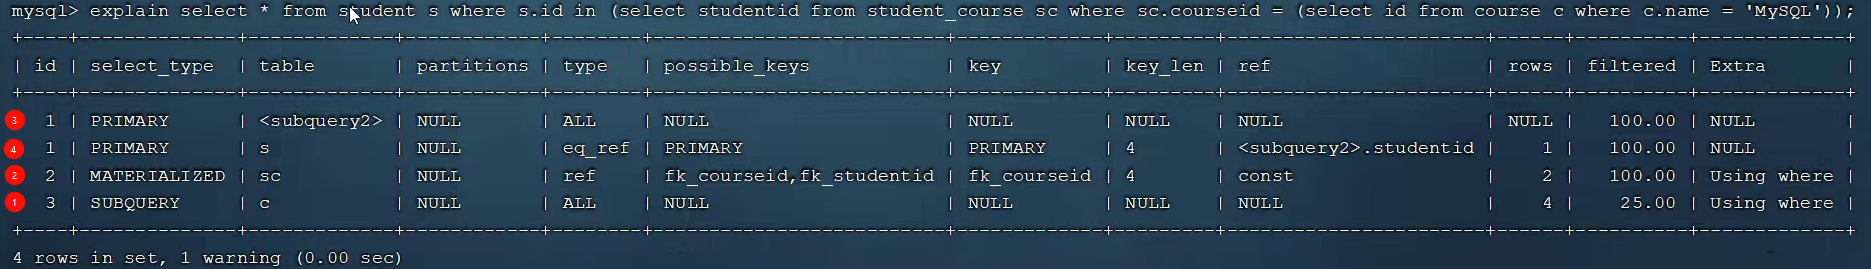 mysql> explain select * from student s where s.id in (select studentid from student_course sc where sc.courseid = (select id from course c where c.name = 'MySQL'));
+----+--------------+-------------+------------+--------+--------------------------+------------+---------+-----------------------+------+----------+-------------+
| id | select_type | table | partitions | type | possible_keys | key | key_len | ref | rows | filtered | Extra |
+----+--------------+-------------+------------+--------+--------------------------+------------+---------+-----------------------+------+----------+-------------+
3 1 | PRIMARY | <subquery2> | NULL | ALL | NULL | NULL | NULL | NULL | NULL | 100.00 | NULL |
4 1 | PRIMARY | s | NULL | eq_ref | PRIMARY | PRIMARY | 4 | <subquery2>.studentid | 1 | 100.00 | NULL |
2 2 | MATERIALIZED | sc | NULL | ref | fk_courseid,fk_studentid | fk_courseid | 4 | const | 2 | 100.00 | Using where |
1 3 | SUBQUERY | c | NULL | ALL | NULL | NULL | NULL | NULL | 4 | 25.00 | Using where |
+----+--------------+-------------+------------+--------+--------------------------+------------+---------+-----------------------+------+----------+-------------+
4 rows in set, 1 warning (0.00 sec)